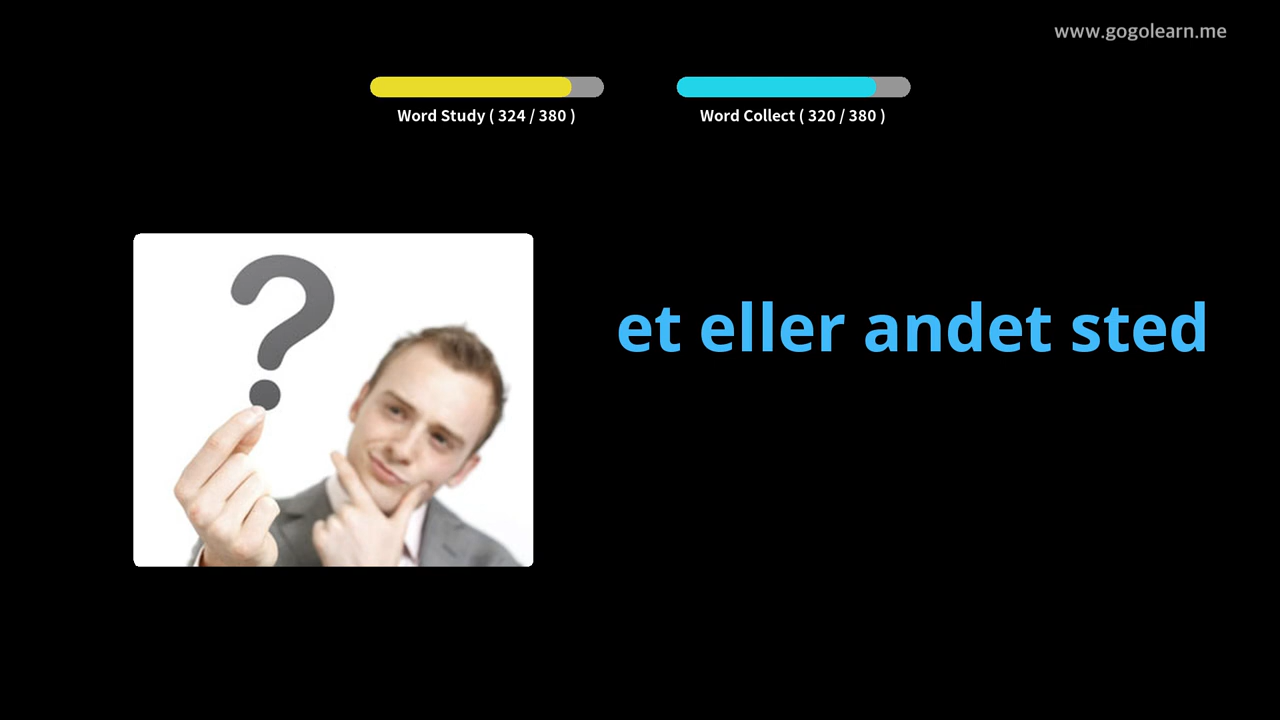 www.gogolearn.me
Word Study ( 324 / 380 )
Word Collect ( 320 / 380 )
?
et eller andet sted